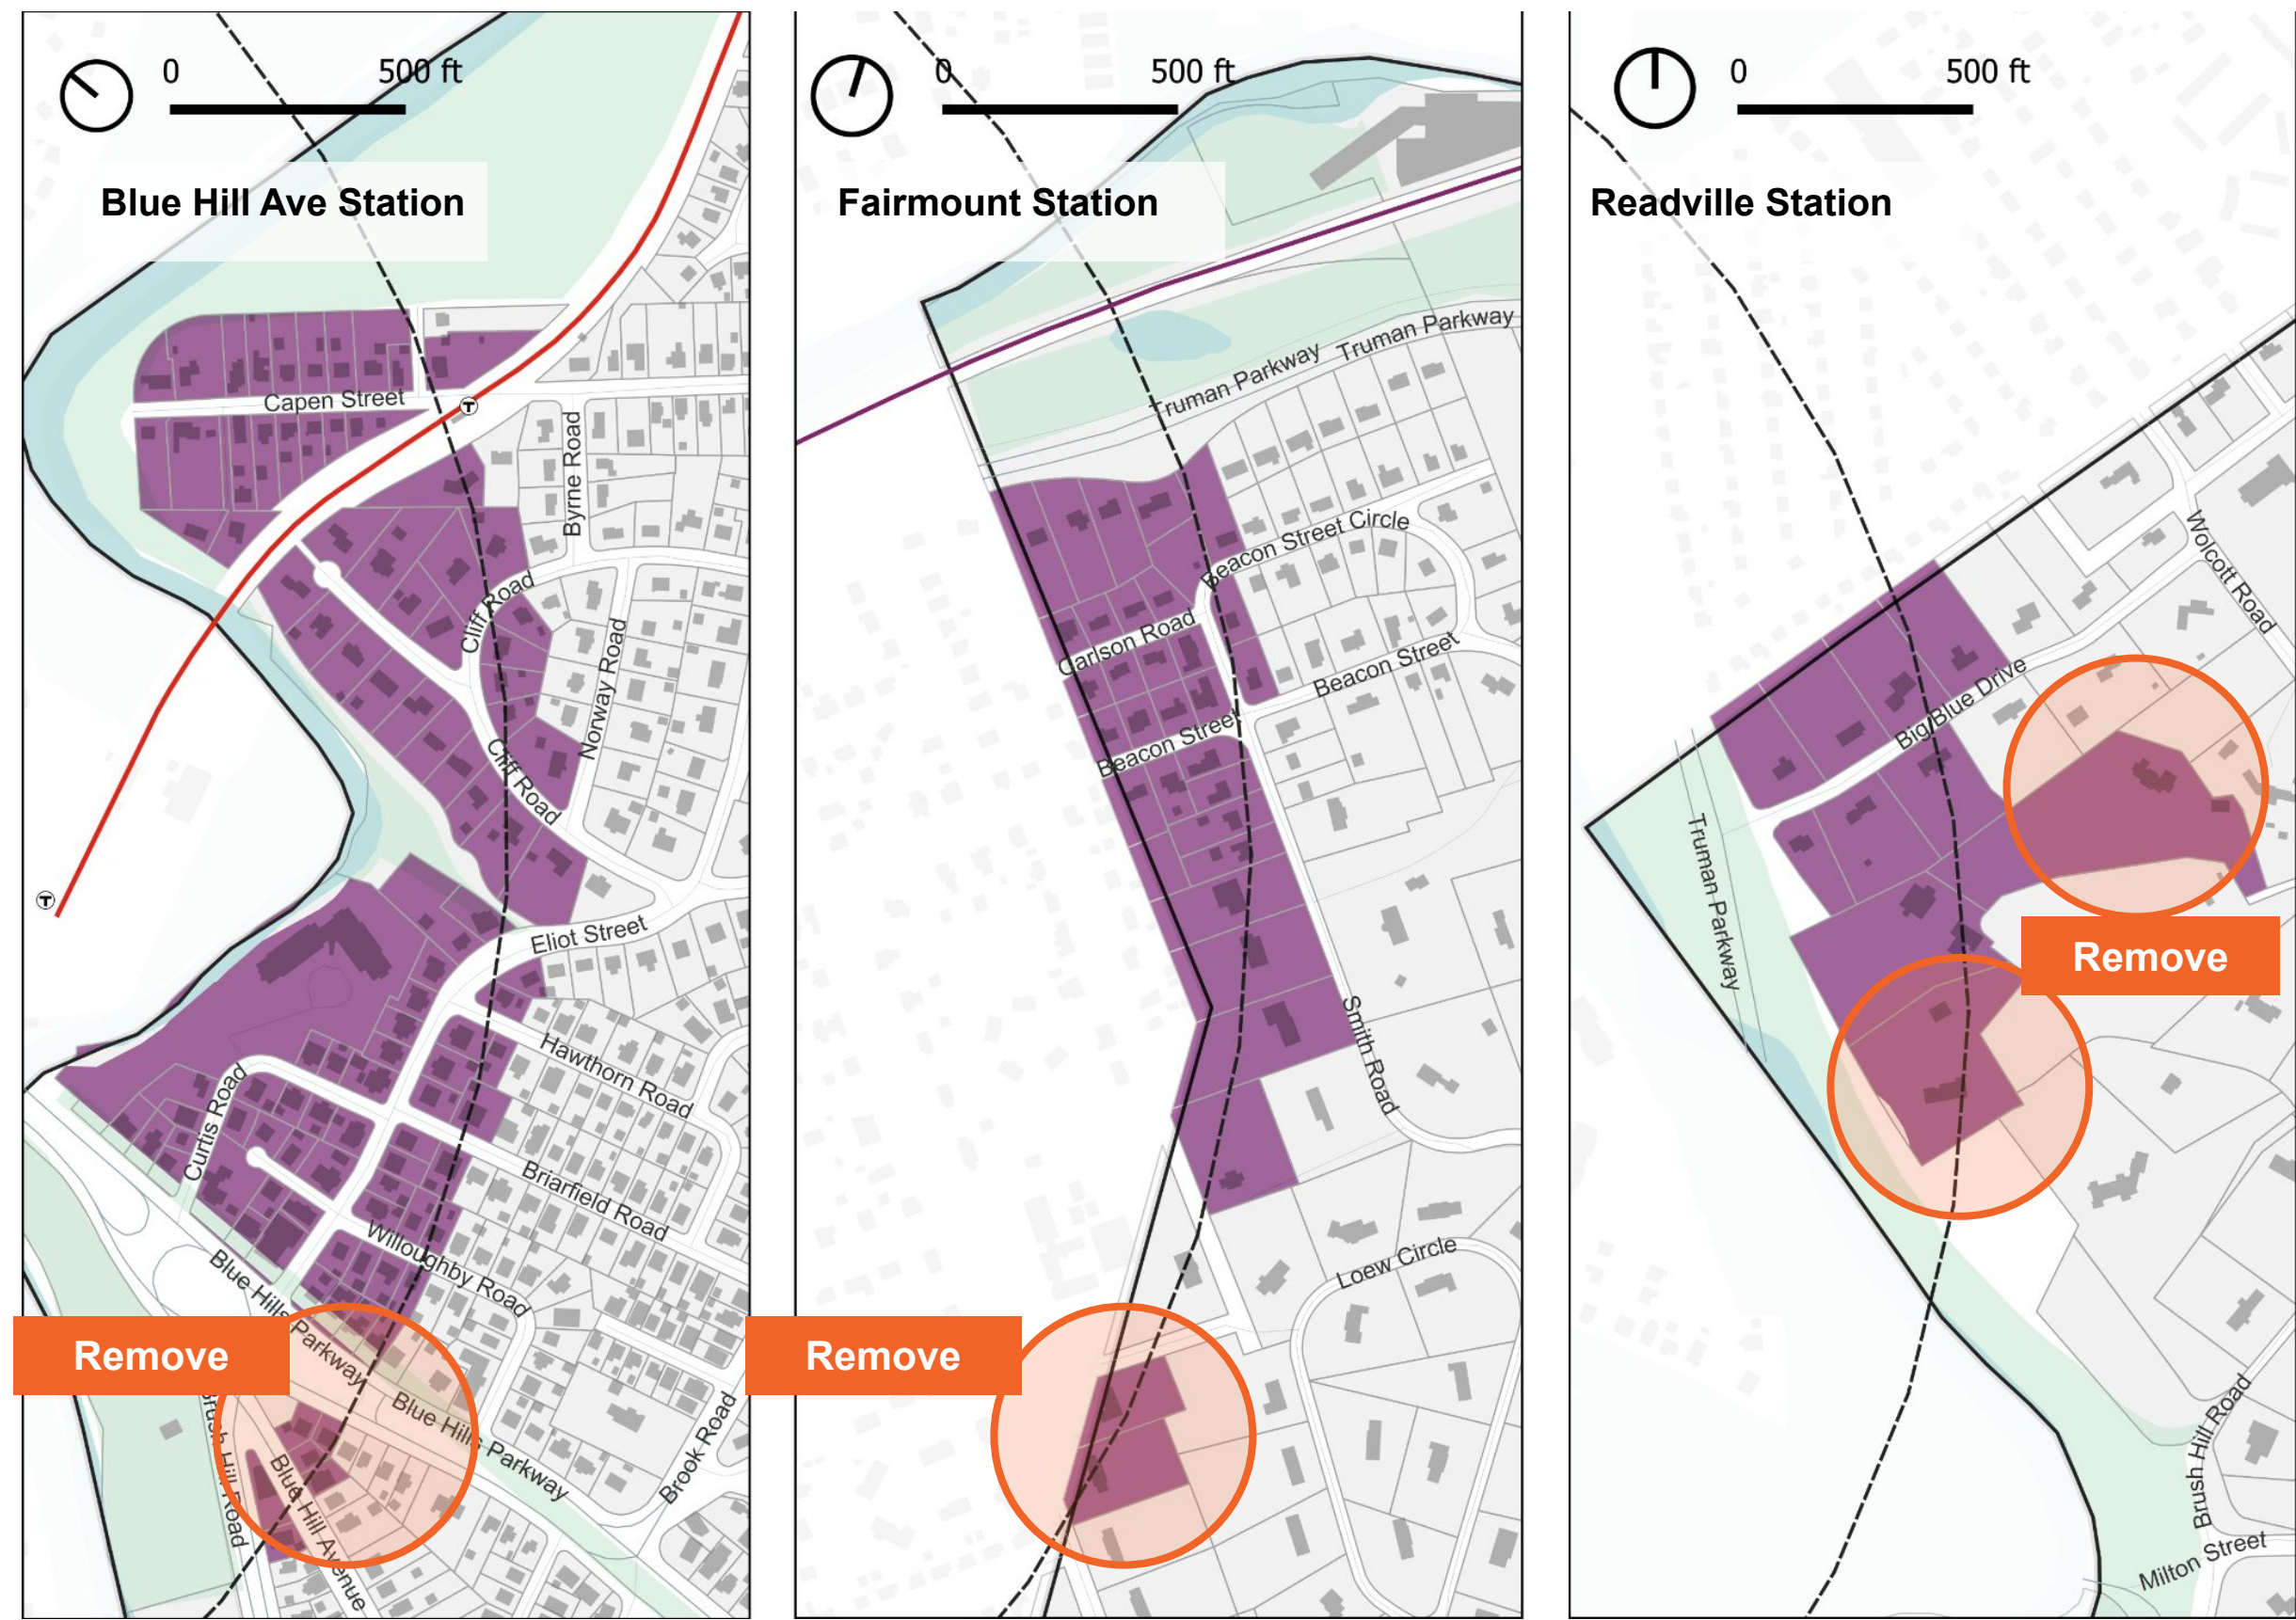 0 500 ft
Blue Hill Ave Station
Capen Street
Byrne Road
Cliff Road
Norway Road
Cliff Road
T
T
Eliot Street
Hawthorn Road
Curtis Road
Briarfield Road
Willoughby Road
Blue Hills Parkway
Remove
Blue Hills Parkway
Brush Hill Road
Blue Hill Avenue
Brook Road
0 500 ft
Fairmount Station
Truman Parkway
Truman Parkway
Beacon Street Circle
Carlson Road
Beacon Street
Beacon Street
Smith Road
Loew Circle
Remove
0 500 ft
Readville Station
Wolcott Road
Big Blue Drive
Truman Parkway
Remove
Brush Hill Road
Milton Street